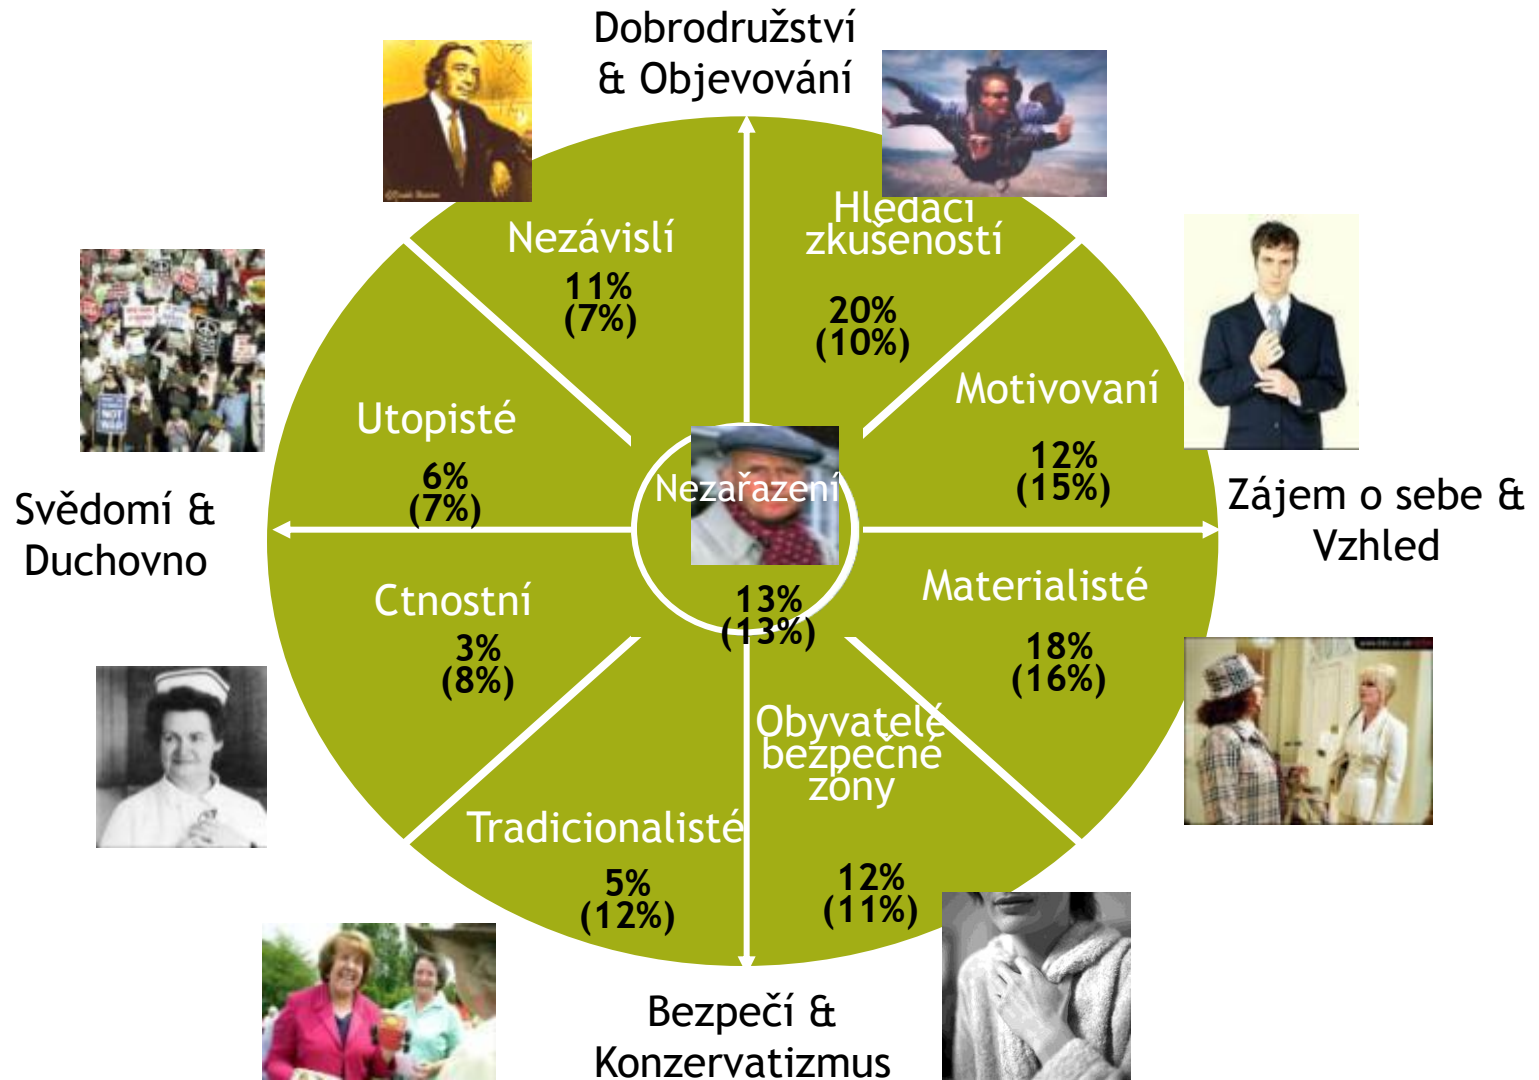 Dobrodružství
& Objevování
Nezávislí
11%
(7%)
Hledači
zkušeností
20%
(10%)
Motivovaní
12%
(15%)
Utopisté
6%
(7%)
Nezařazení
13%
(13%)
Svědomí &
Duchovno
Zájem o sebe &
Vzhled
Ctnostní
3%
(8%)
Materialisté
18%
(16%)
Obyvatelé
bezpečné
zóny
12%
(11%)
Tradicionalisté
5%
(12%)
Bezpečí &
Konzervatizmus